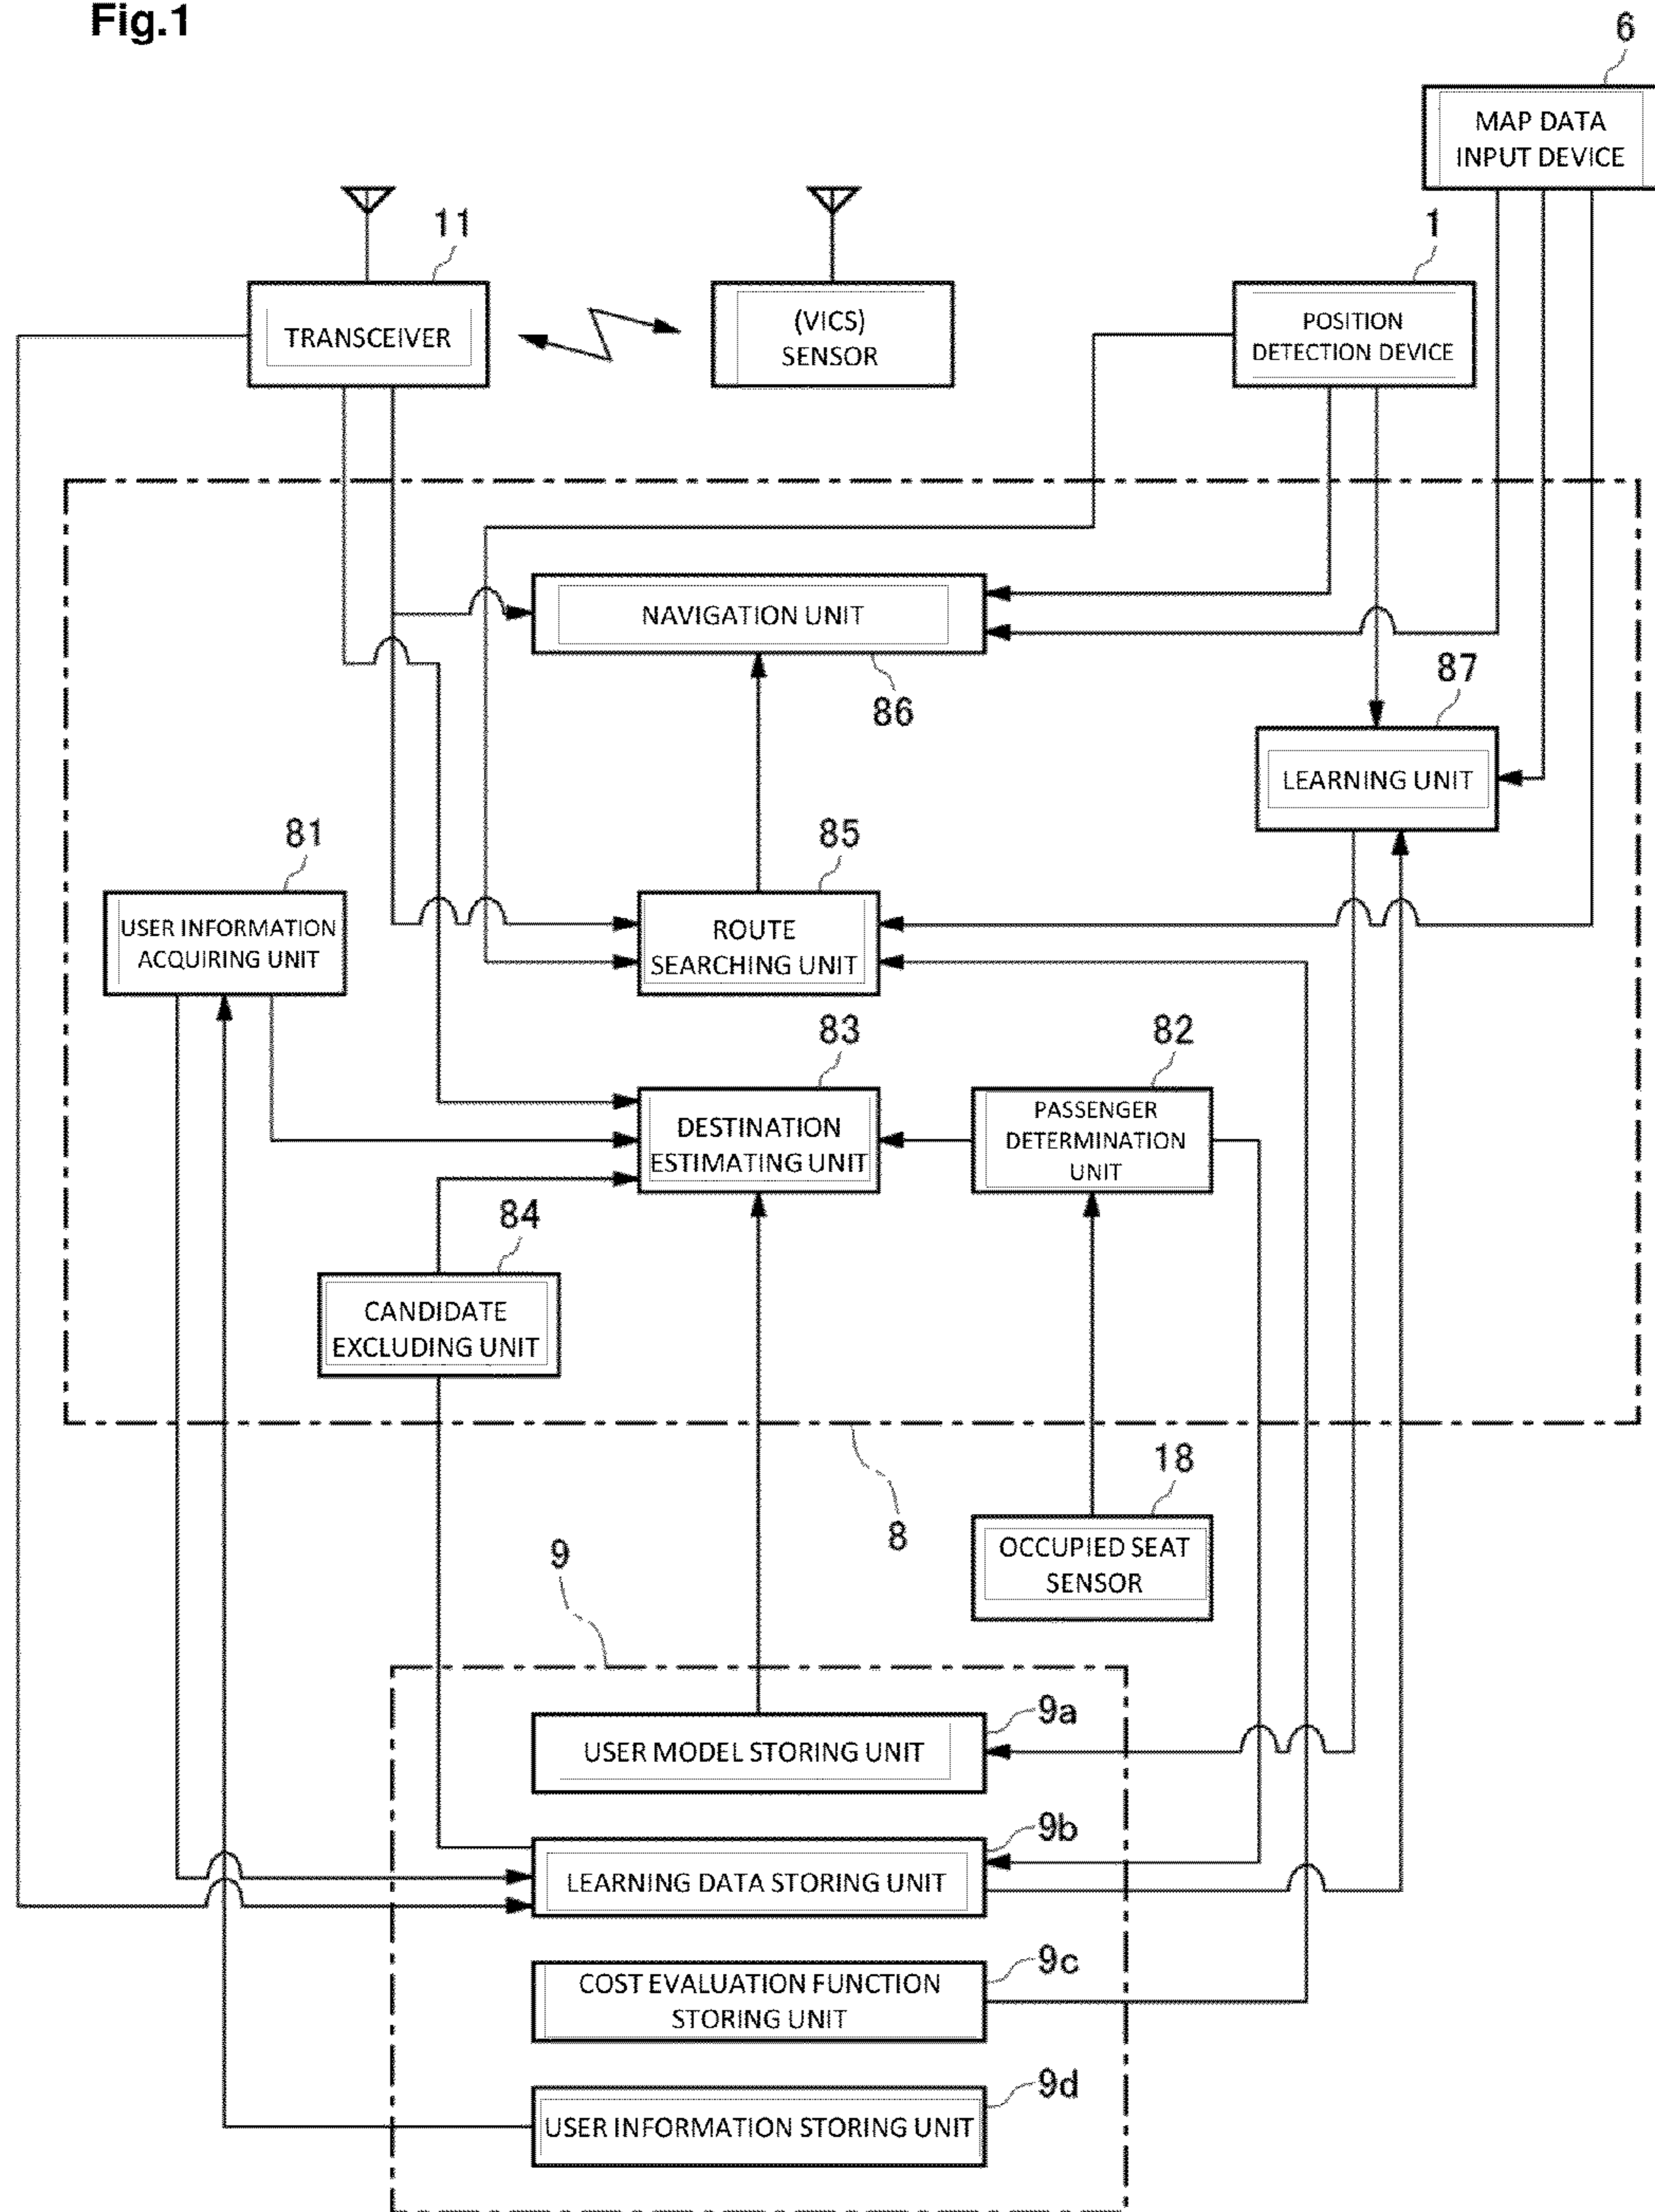 Fig.1
6
MAP DATA
INPUT DEVICE
11
1
TRANSCEIVER
(VICS)
SENSOR
POSITION
DETECTION DEVICE
NAVIGATION UNIT
86
87
LEARNING UNIT
81
85
USER INFORMATION
ACQUIRING UNIT
ROUTE
SEARCHING UNIT
83
82
DESTINATION
ESTIMATING UNIT
PASSENGER
DETERMINATION
UNIT
84
CANDIDATE
EXCLUDING UNIT
18
8
OCCUPIED SEAT
SENSOR
9
9a
USER MODEL STORING UNIT
9b
LEARNING DATA STORING UNIT
9c
COST EVALUATION FUNCTION
STORING UNIT
9d
USER INFORMATION STORING UNIT